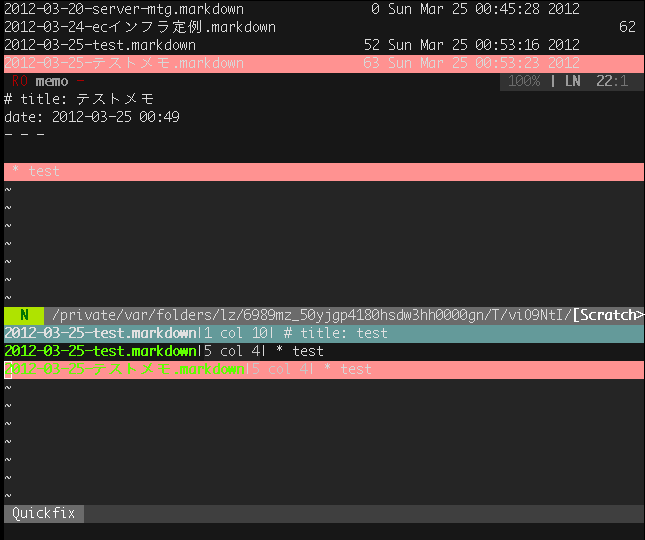 2012-03-20-server-mtg.markdown 0 Sun Mar 25 00:45:28 2012
2012-03-24-ecインフラ定例.markdown 62
2012-03-25-test.markdown 52 Sun Mar 25 00:53:16 2012
2012-03-25-テストメモ.markdown 63 Sun Mar 25 00:53:23 2012
RO memo - 100% | LN 22:1
# title: テストメモ
date: 2012-03-25 00:49
- - -
* test
~
~
~
~
~
~
~
N /private/var/folders/lz/6989mz_50yjgp4180hsdw3hh0000gn/T/viO9NtI/[Scratch>
2012-03-25-test.markdown|1 col 10| # title: test
2012-03-25-test.markdown|5 col 4| * test
2012-03-25-テストメモ.markdown|5 col 4| * test
~
~
~
~
~
~
~
Quickfix